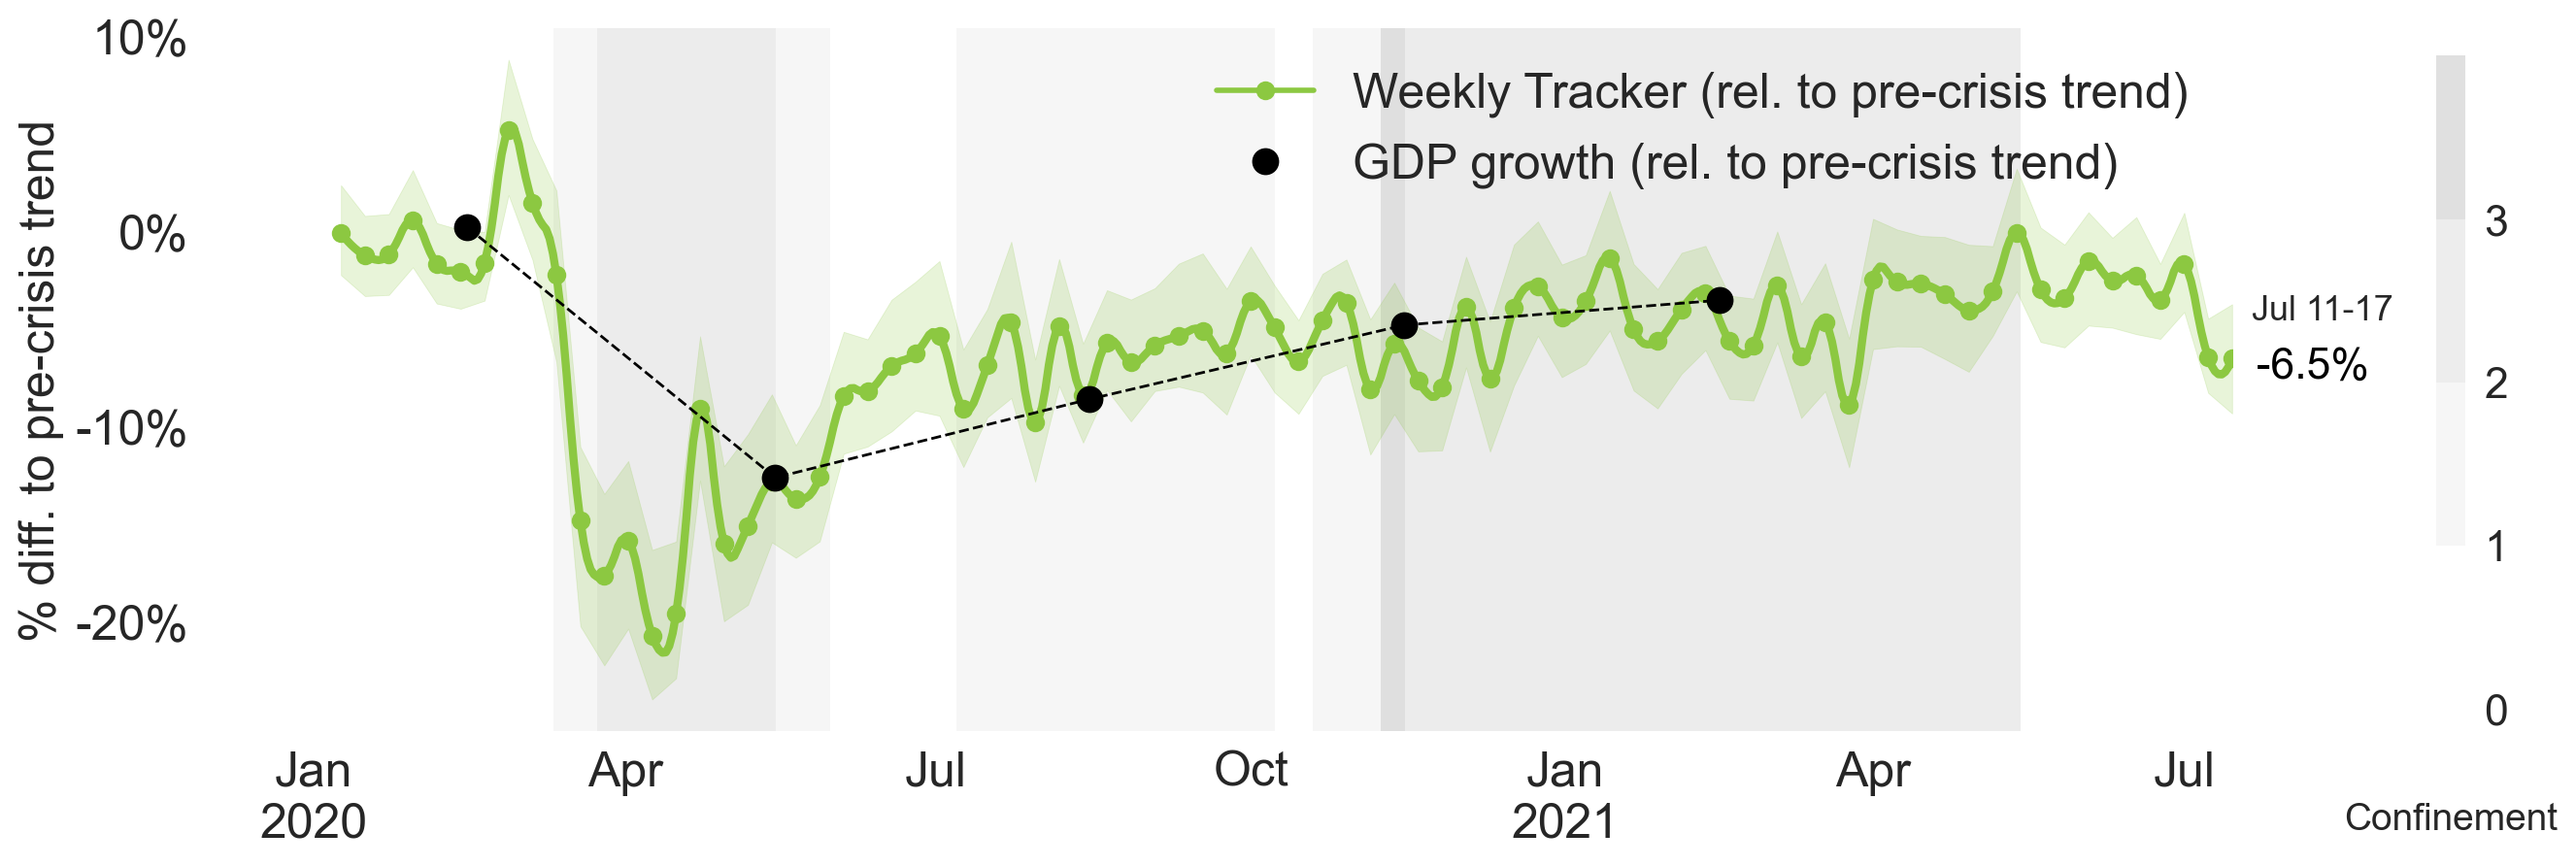 % diff. to pre-crisis trend
10%
0%
-10%
-20%
Weekly Tracker (rel. to pre-crisis trend)
GDP growth (rel. to pre-crisis trend)
Jul 11-17
-6.5%
3
2
1
0
Jan
2020
Apr
Jul
Oct
Jan
2021
Apr
Jul
Confinement